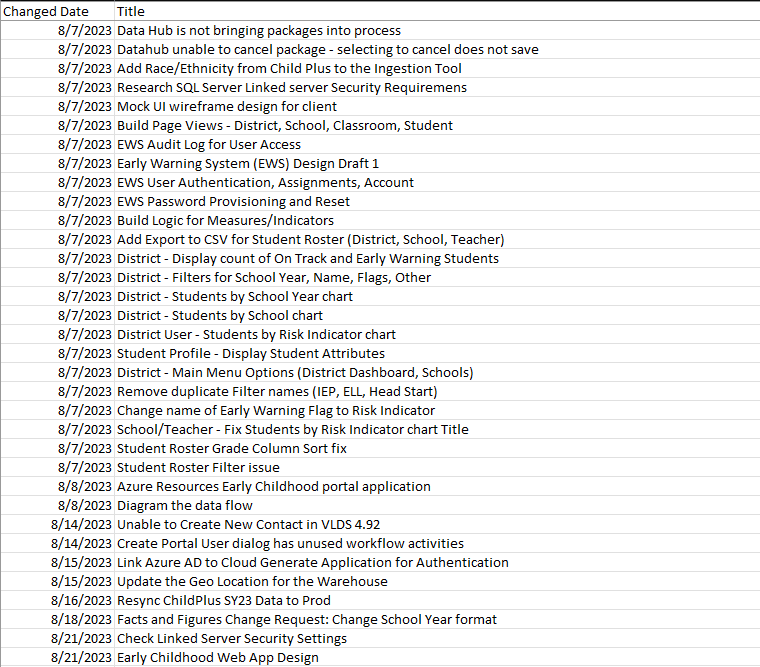 Changed Date Title
8/7/2023 Data Hub is not bringing packages into process
8/7/2023 Datahub unable to cancel package - selecting to cancel does not save
8/7/2023 Add Race/Ethnicity from Child Plus to the Ingestion Tool
8/7/2023 Research SQL Server Linked server Security Requiremens
8/7/2023 Mock UI wireframe design for client
8/7/2023 Build Page Views - District, School, Classroom, Student
8/7/2023 EWS Audit Log for User Access
8/7/2023 Early Warning System (EWS) Design Draft 1
8/7/2023 EWS User Authentication, Assignments, Account
8/7/2023 EWS Password Provisioning and Reset
8/7/2023 Build Logic for Measures/Indicators
8/7/2023 Add Export to CSV for Student Roster (District, School, Teacher)
8/7/2023 District - Display count of On Track and Early Warning Students
8/7/2023 District - Filters for School Year, Name, Flags, Other
8/7/2023 District - Students by School Year chart
8/7/2023 District - Students by School chart
8/7/2023 District User - Students by Risk Indicator chart
8/7/2023 Student Profile - Display Student Attributes
8/7/2023 District - Main Menu Options (District Dashboard, Schools)
8/7/2023 Remove duplicate Filter names (IEP, ELL, Head Start)
8/7/2023 Change name of Early Warning Flag to Risk Indicator
8/7/2023 School/Teacher - Fix Students by Risk Indicator chart Title
8/7/2023 Student Roster Grade Column Sort fix
8/7/2023 Student Roster Filter issue
8/8/2023 Azure Resources Early Childhood portal application
8/8/2023 Diagram the data flow
8/14/2023 Unable to Create New Contact in VLDS 4.92
8/14/2023 Create Portal User dialog has unused workflow activities
8/15/2023 Link Azure AD to Cloud Generate Application for Authentication
8/15/2023 Update the Geo Location for the Warehouse
8/16/2023 Resync ChildPlus SY23 Data to Prod
8/18/2023 Facts and Figures Change Request: Change School Year format
8/21/2023 Check Linked Server Security Settings
8/21/2023 Early Childhood Web App Design